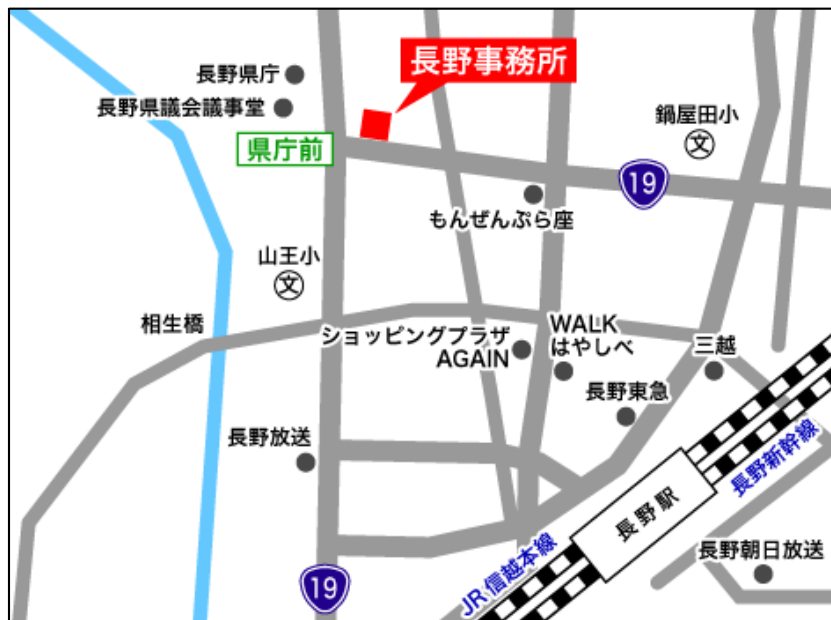 長野事務所
長野県庁
長野県議会議事堂
鍋屋田小
文
県庁前
19
もんぜんぷら座
山王小
文
相生橋
ショッピングプラザ
AGAIN
WALK
はやしべ
三越
長野東急
長野放送
長野新幹線
長野駅
JR信越本線
長野朝日放送
19